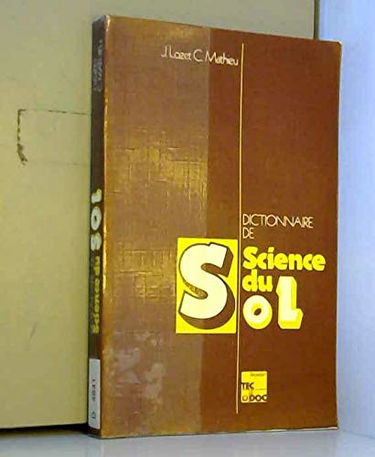 J. Lozet C. Mathieu
DICTIONNAIRE
DE
Science
du
Sol
TEC
& DOC
Science du Sol